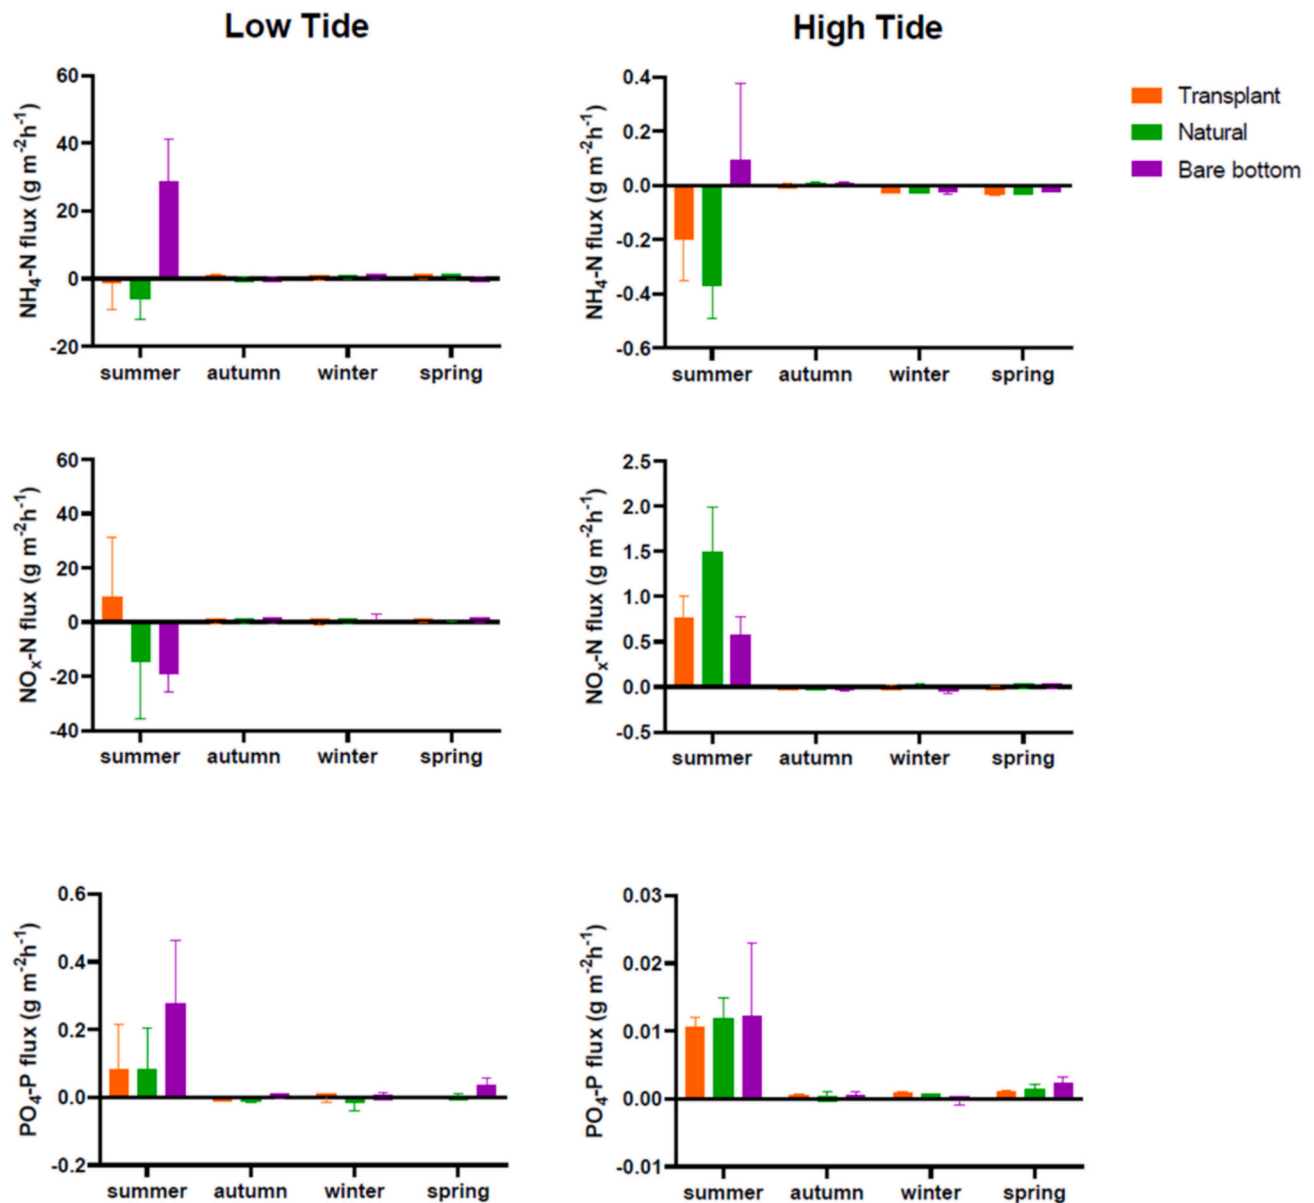 Low Tide
High Tide
Transplant
Natural
Bare bottom
NH₄-N flux (g m⁻²h⁻¹)
60
40
20
0
-20
summer autumn winter spring
NH₄-N flux (g m⁻²h⁻¹)
0.4
0.2
0.0
-0.2
-0.4
-0.6
summer autumn winter spring
NOₓ-N flux (g m⁻²h⁻¹)
60
40
20
0
-20
-40
summer autumn winter spring
NOₓ-N flux (g m⁻²h⁻¹)
2.5
2.0
1.5
1.0
0.5
0.0
-0.5
summer autumn winter spring
PO₄-P flux (g m⁻²h⁻¹)
0.6
0.4
0.2
0.0
-0.2
summer autumn winter spring
PO₄-P flux (g m⁻²h⁻¹)
0.03
0.02
0.01
0.00
-0.01
summer autumn winter spring